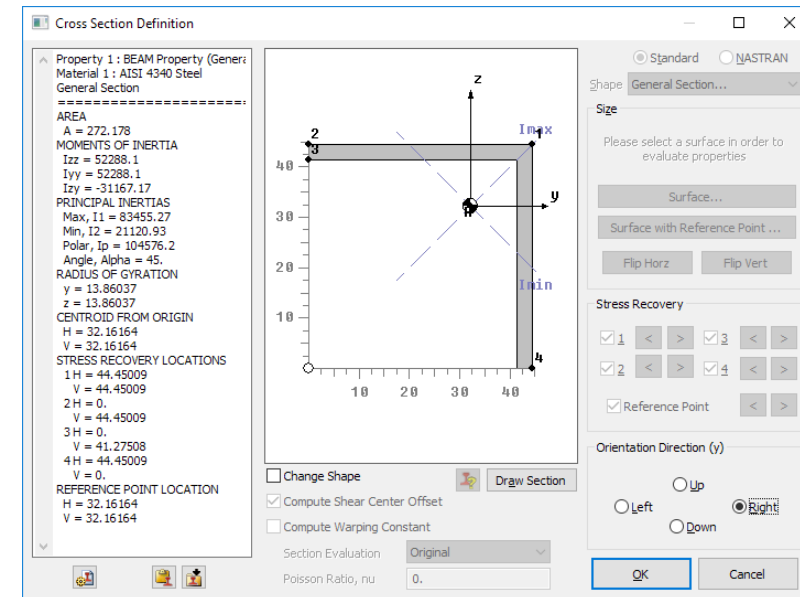 Cross Section Definition
Property 1 : BEAM Property (Genera
Material 1 : AISI 4340 Steel
General Section
=========================
AREA
A = 272.178
MOMENTS OF INERTIA
Izz = 52288.1
Iyy = 52288.1
Izy = -31167.17
PRINCIPAL INERTIAS
Max, I1 = 83455.27
Min, I2 = 21120.93
Polar, Ip = 104576.2
Angle, Alpha = 45.
RADIUS OF GYRATION
y = 13.86037
z = 13.86037
CENTROID FROM ORIGIN
H = 32.16164
V = 32.16164
STRESS RECOVERY LOCATIONS
1 H = 44.45009
V = 44.45009
2 H = 0.
V = 44.45009
3 H = 0.
V = 41.27508
4 H = 44.45009
V = 0.
REFERENCE POINT LOCATION
H = 32.16164
V = 32.16164
z
2
Imax
1
3
40
y
30
20
Imin
10
4
10 20 30 40
Change Shape
Draw Section
Compute Shear Center Offset
Compute Warping Constant
Section Evaluation Original
Poisson Ratio, nu 0.
Standard NASTRAN
Shape General Section...
Size
Please select a surface in order to
evaluate properties
Surface...
Surface with Reference Point ...
Flip Horz Flip Vert
Stress Recovery
1 < > 3 < >
2 < > 4 < >
Reference Point < >
Orientation Direction (y)
Up
Left Right
Down
OK Cancel